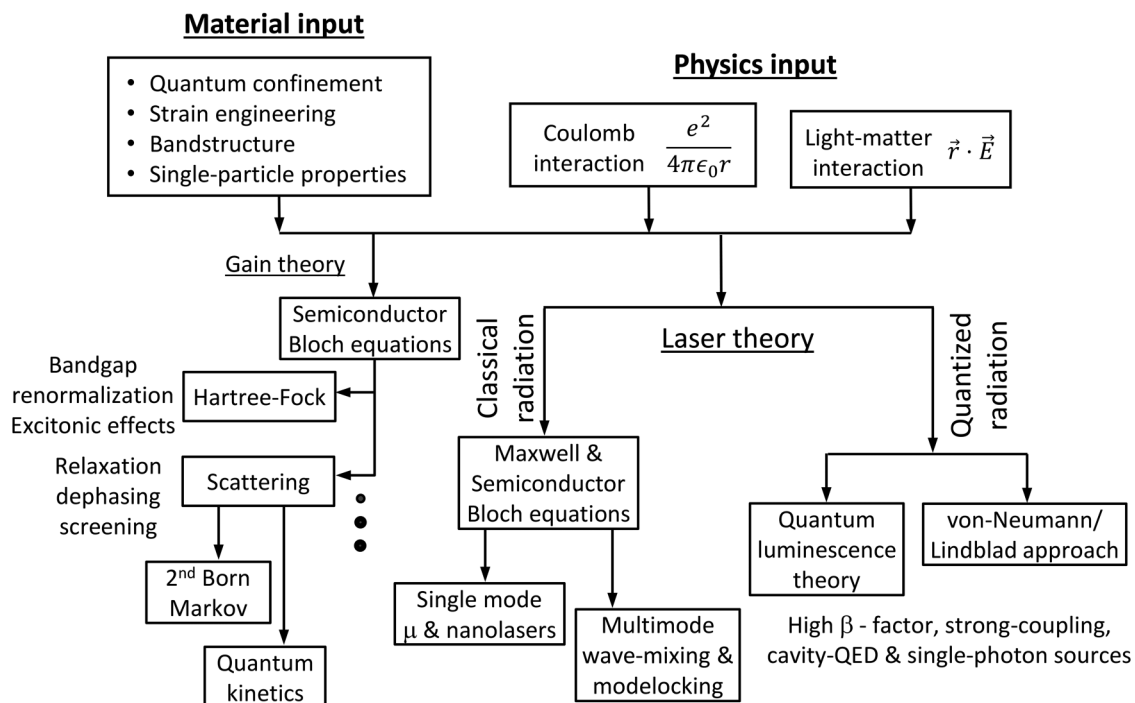 Material input
• Quantum confinement
• Strain engineering
• Bandstructure
• Single-particle properties
Physics input
Coulomb
interaction
e²
4πϵ₀r
Light-matter
interaction
r⃗ · E⃗
Gain theory
Semiconductor
Bloch equations
Bandgap
renormalization
Excitonic effects
Hartree-Fock
Relaxation
dephasing
screening
Scattering
2nd Born
Markov
Quantum
kinetics
Laser theory
Classical
radiation
Quantized
radiation
Maxwell &
Semiconductor
Bloch equations
Single mode
μ & nanolasers
Multimode
wave-mixing &
modelocking
Quantum
luminescence
theory
von-Neumann/
Lindblad approach
High β - factor, strong-coupling,
cavity-QED & single-photon sources